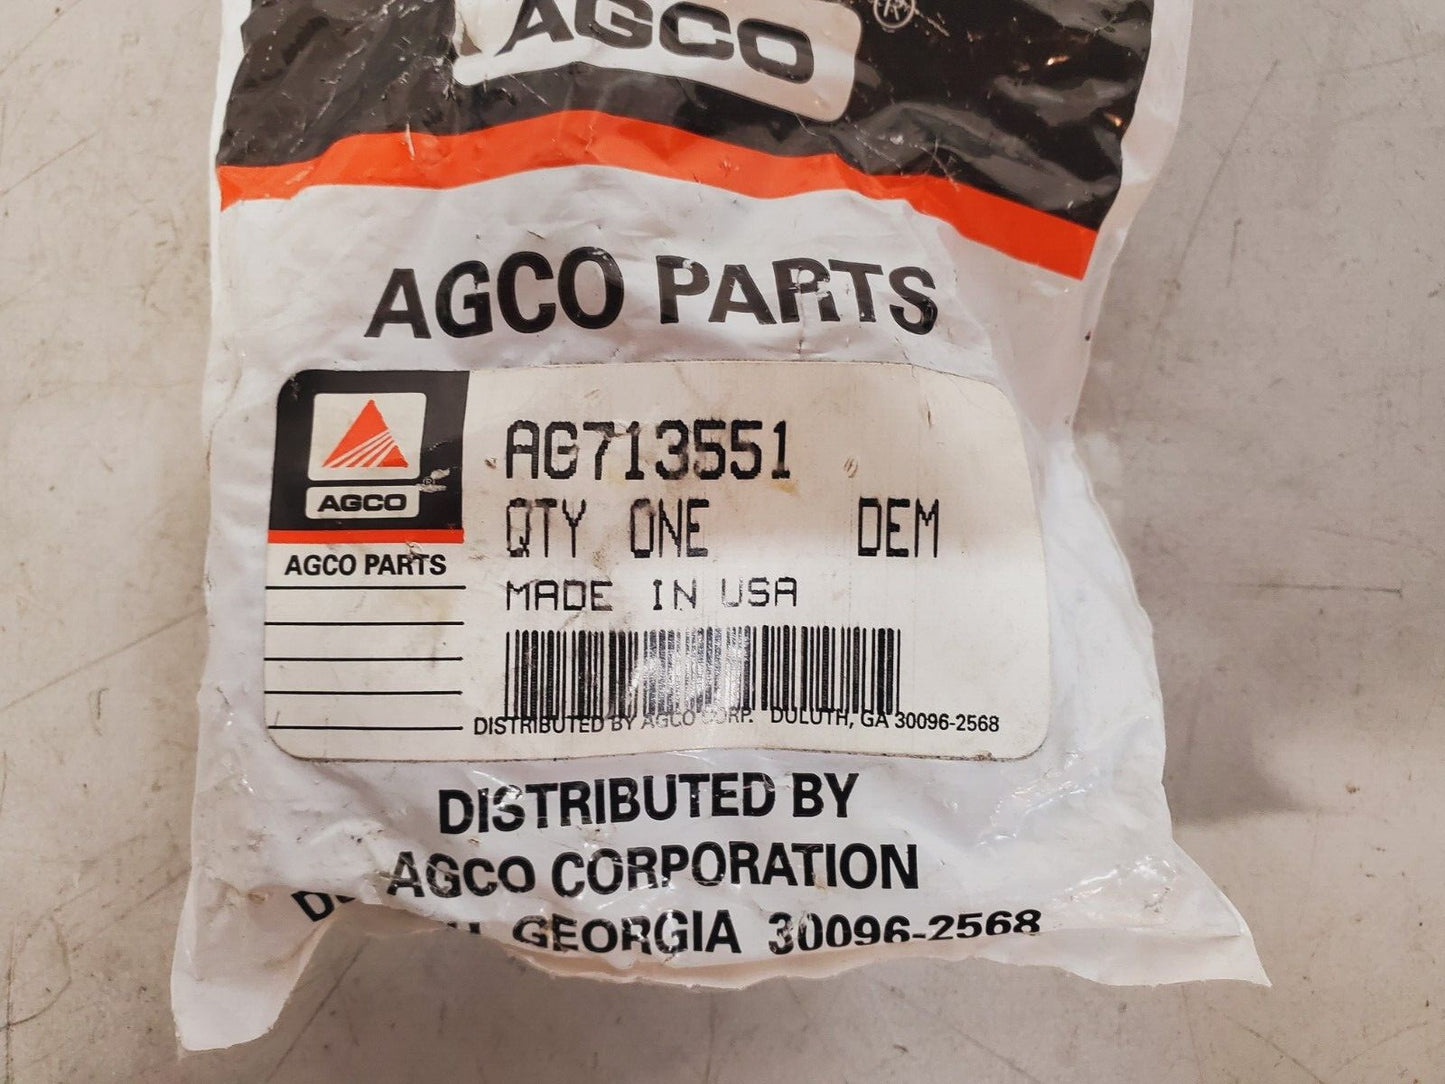 AGCO ®
AGCO PARTS
AG713551
QTY ONE DEM
MADE IN USA
®
AGCO
AGCO PARTS
DISTRIBUTED BY AGCO CORP. DULUTH, GA 30096-2568
DISTRIBUTED BY
AGCO CORPORATION
GEORGIA 30096-2568